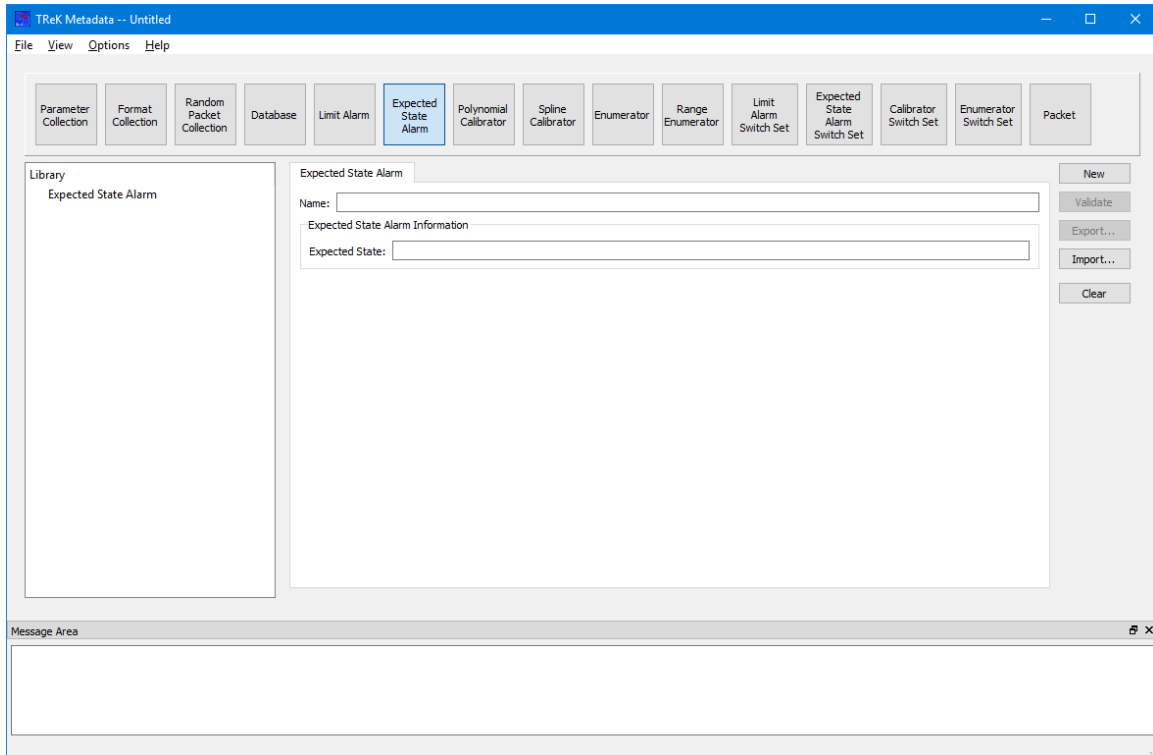 TReK Metadata -- Untitled
File View Options Help
Parameter
Collection
Format
Collection
Random
Packet
Collection
Database
Limit Alarm
Expected
State
Alarm
Polynomial
Calibrator
Spline
Calibrator
Enumerator
Range
Enumerator
Limit
Alarm
Switch Set
Expected
State
Alarm
Switch Set
Calibrator
Switch Set
Enumerator
Switch Set
Packet
Library
Expected State Alarm
Expected State Alarm
Name:
Expected State Alarm Information
Expected State:
New
Validate
Export...
Import...
Clear
Message Area